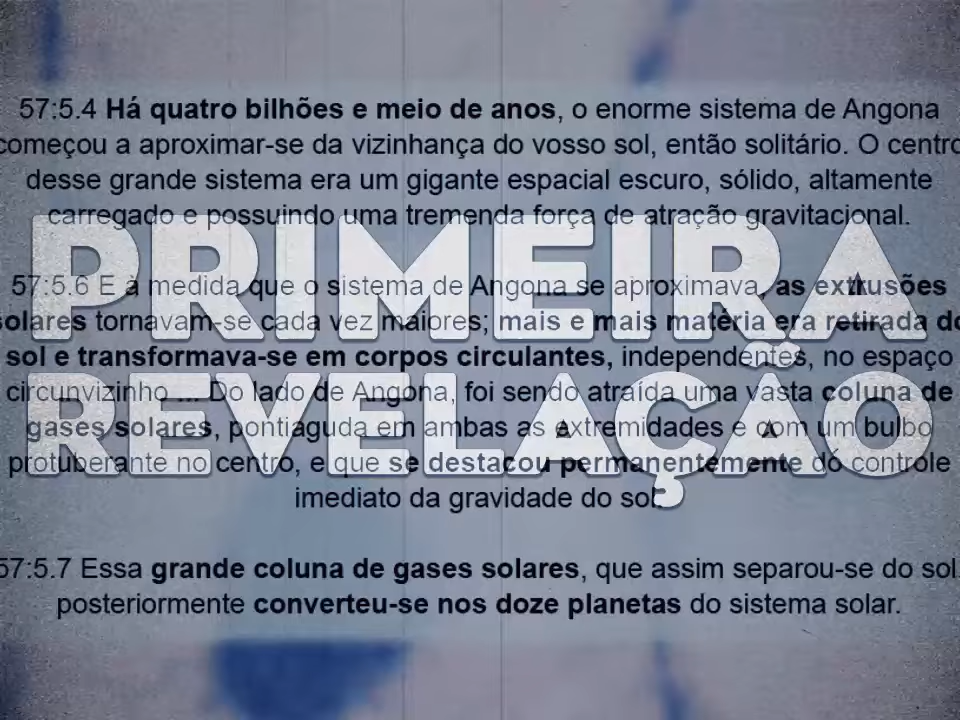 57:5.4 Há quatro bilhões e meio de anos, o enorme sistema de Angona
começou a aproximar-se da vizinhança do vosso sol, então solitário. O centro
desse grande sistema era um gigante espacial escuro, sólido, altamente
carregado e possuindo uma tremenda força de atração gravitacional.
PRIMEIRA
57:5.6 E à medida que o sistema de Angona se aproximava, as extrusões
solares tornavam-se cada vez maiores; mais e mais matéria era retirada do
sol e transformava-se em corpos circulantes, independentes, no espaço
circunvizinho ... Do lado de Angona, foi sendo atraída uma vasta coluna de
REVELAÇÃO
gases solares, pontiaguda em ambas as extremidades e com um bulbo
protuberante no centro, e que se destacou permanentemente do controle
imediato da gravidade do sol.
57:5.7 Essa grande coluna de gases solares, que assim separou-se do sol,
posteriormente converteu-se nos doze planetas do sistema solar.